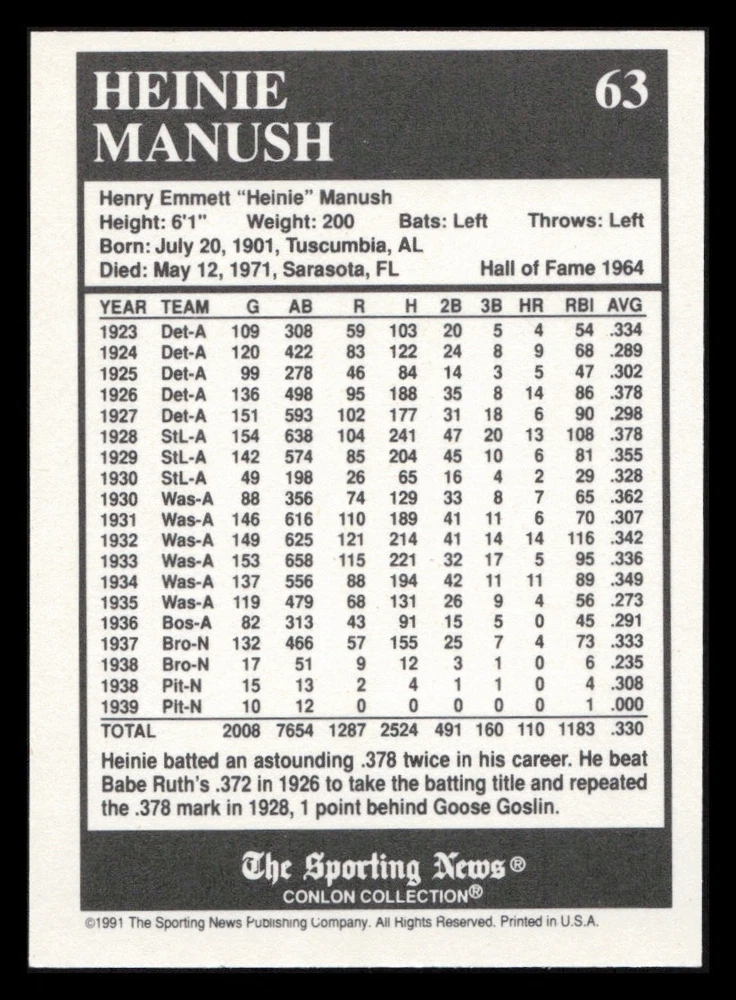 HEINIE 63
MANUSH
Henry Emmett "Heinie" Manush
Height: 6'1" Weight: 200 Bats: Left Throws: Left
Born: July 20, 1901, Tuscumbia, AL
Died: May 12, 1971, Sarasota, FL Hall of Fame 1964
YEAR TEAM G AB R H 2B 3B HR RBI AVG
1923 Det-A 109 308 59 103 20 5 4 54 .334
1924 Det-A 120 422 83 122 24 8 9 68 .289
1925 Det-A 99 278 46 84 14 3 5 47 .302
1926 Det-A 136 498 95 188 35 8 14 86 .378
1927 Det-A 151 593 102 177 31 18 6 90 .298
1928 StL-A 154 638 104 241 47 20 13 108 .378
1929 StL-A 142 574 85 204 45 10 6 81 .355
1930 StL-A 49 198 26 65 16 4 2 29 .328
1930 Was-A 88 356 74 129 33 8 7 65 .362
1931 Was-A 146 616 110 189 41 11 6 70 .307
1932 Was-A 149 625 121 214 41 14 14 116 .342
1933 Was-A 153 658 115 221 32 17 5 95 .336
1934 Was-A 137 556 88 194 42 11 11 89 .349
1935 Was-A 119 479 68 131 26 9 4 56 .273
1936 Bos-A 82 313 43 91 15 5 0 45 .291
1937 Bro-N 132 466 57 155 25 7 4 73 .333
1938 Bro-N 17 51 9 12 3 1 0 6 .235
1938 Pit-N 15 13 2 4 1 1 0 4 .308
1939 Pit-N 10 12 0 0 0 0 0 1 .000
TOTAL 2008 7654 1287 2524 491 160 110 1183 .330
Heinie batted an astounding .378 twice in his career. He beat
Babe Ruth's .372 in 1926 to take the batting title and repeated
the .378 mark in 1928, 1 point behind Goose Goslin.
The Sporting News®
CONLON COLLECTION®
©1991 The Sporting News Publishing Company. All Rights Reserved. Printed in U.S.A.